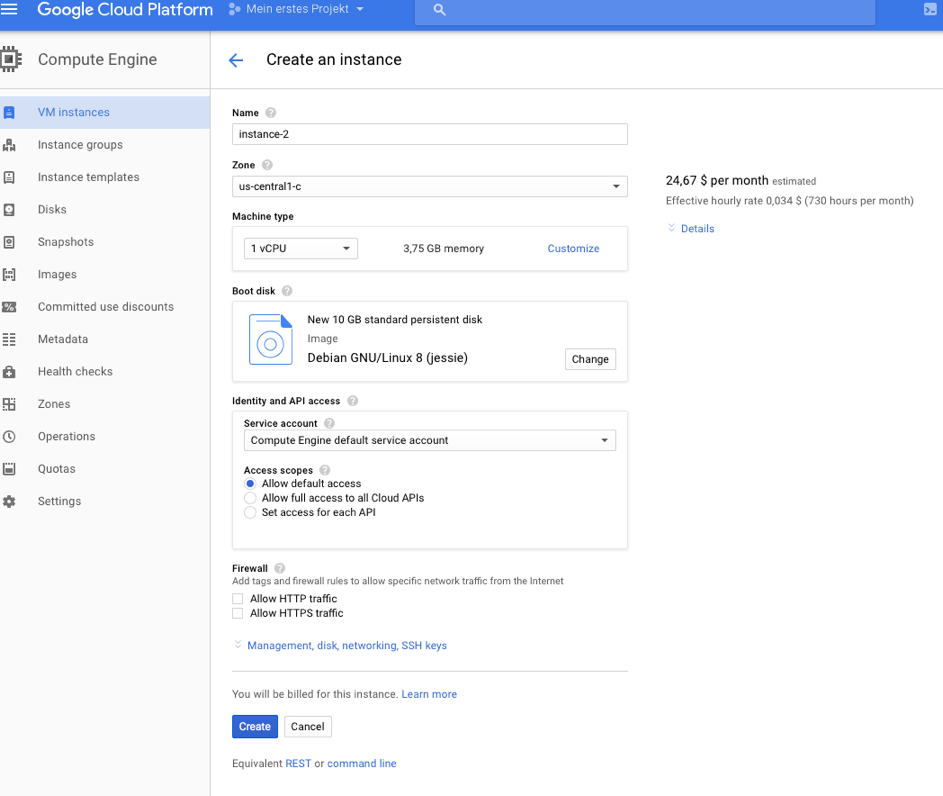 Google Cloud Platform Mein erstes Projekt
Compute Engine
Create an instance
VM instances
Instance groups
Instance templates
Disks
Snapshots
Images
Committed use discounts
Metadata
Health checks
Zones
Operations
Quotas
Settings
Name
instance-2
Zone
us-central1-c
Machine type
1 vCPU 3,75 GB memory Customize
Boot disk
New 10 GB standard persistent disk
Image
Debian GNU/Linux 8 (jessie)
Change
Identity and API access
Service account
Compute Engine default service account
Access scopes
Allow default access
Allow full access to all Cloud APIs
Set access for each API
Firewall
Add tags and firewall rules to allow specific network traffic from the Internet
Allow HTTP traffic
Allow HTTPS traffic
Management, disk, networking, SSH keys
You will be billed for this instance. Learn more
Create Cancel
Equivalent REST or command line
24,67 $ per month estimated
Effective hourly rate 0,034 $ (730 hours per month)
Details